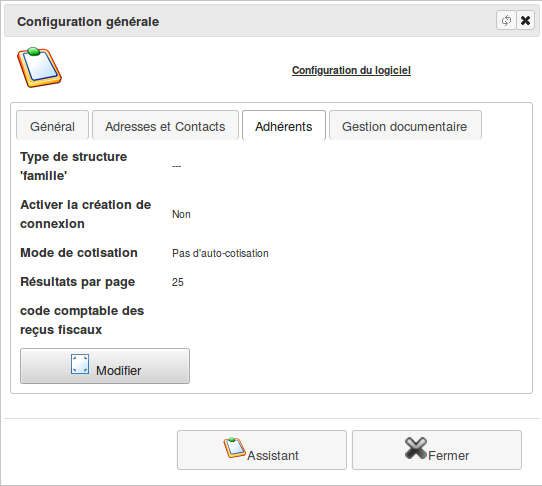 Configuration générale
Configuration du logiciel
Général
Adresses et Contacts
Adhérents
Gestion documentaire
Type de structure
'famille'
---
Activer la création de
connexion
Non
Mode de cotisation
Pas d'auto-cotisation
Résultats par page
25
code comptable des
reçus fiscaux
Modifier
Assistant
Fermer